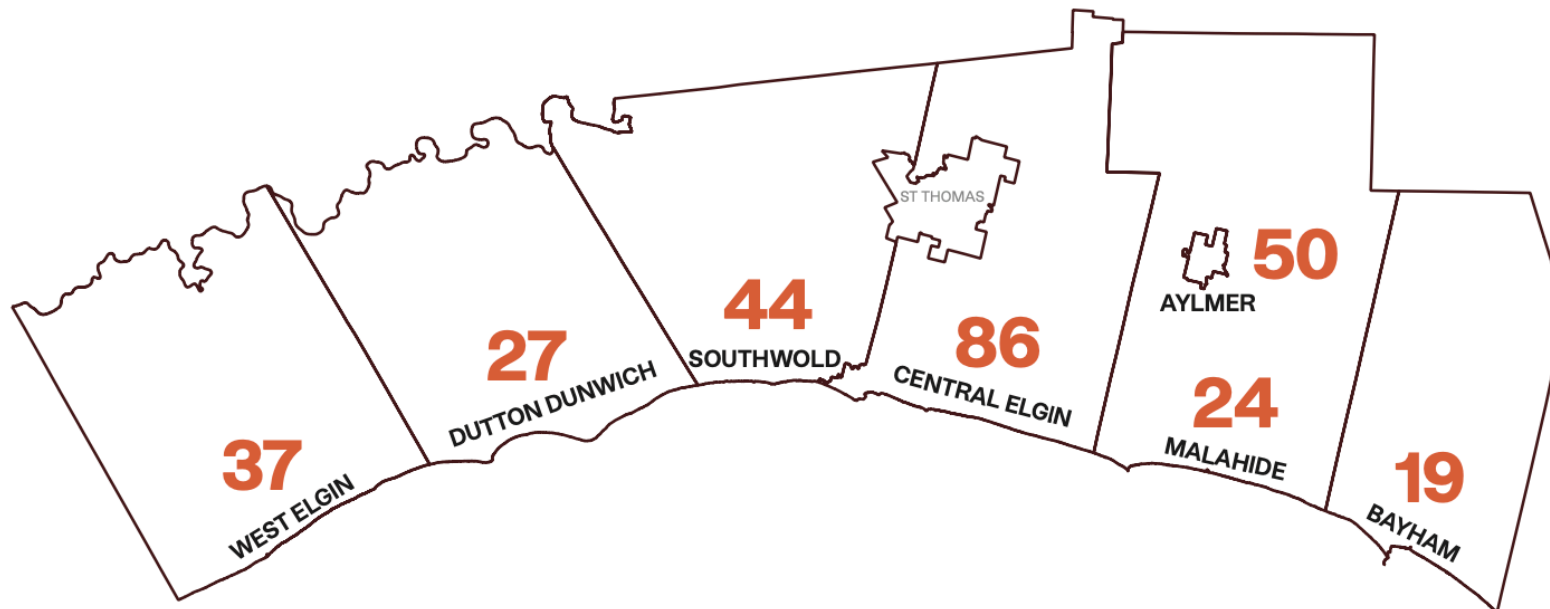 ST THOMAS
50
AYLMER
44
SOUTHWOLD
86
CENTRAL ELGIN
27
DUTTON DUNWICH
24
MALAHIDE
37
WEST ELGIN
19
BAYHAM